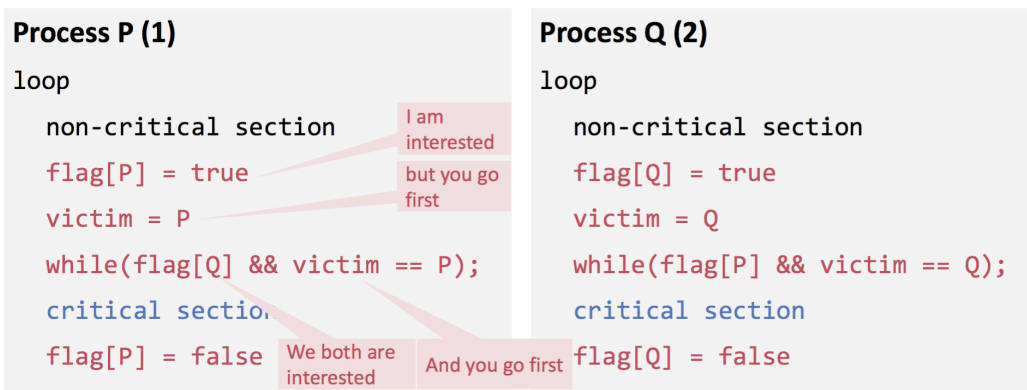 Process P (1)
loop
non-critical section
flag[P] = true
victim = P
while(flag[Q] && victim == P);
critical section
flag[P] = false
I am
interested
but you go
first
We both are
interested
And you go first
Process Q (2)
loop
non-critical section
flag[Q] = true
victim = Q
while(flag[P] && victim == Q);
critical section
flag[Q] = false